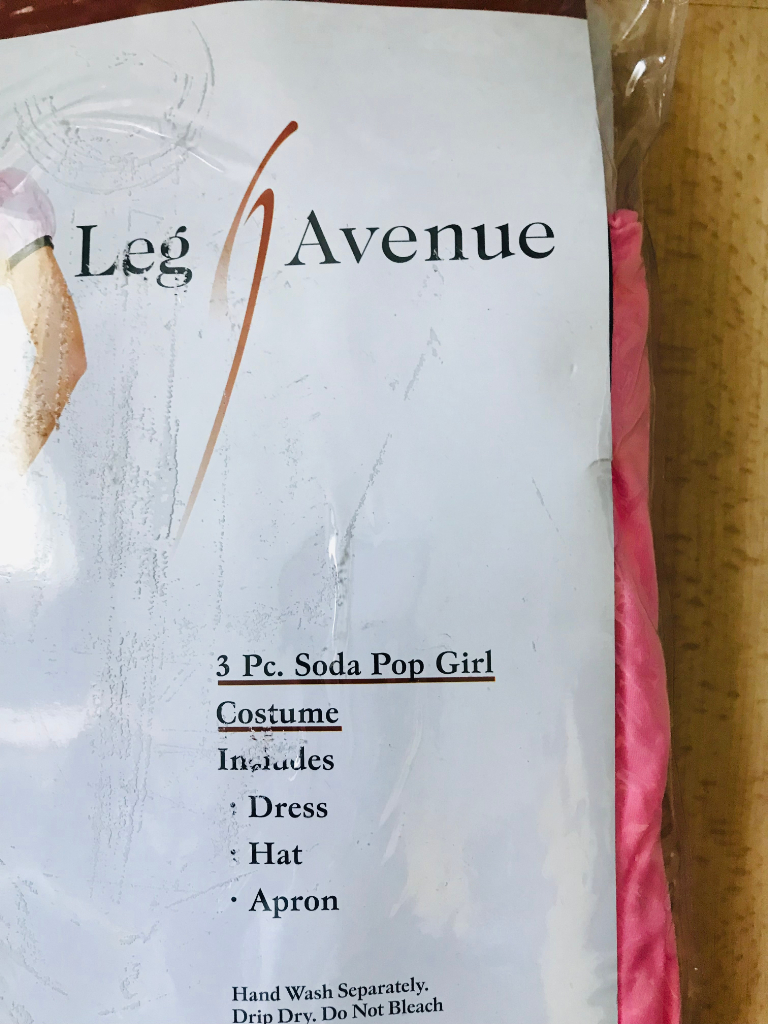 Leg Avenue
3 Pc. Soda Pop Girl
Costume
Includes
· Dress
· Hat
· Apron
Hand Wash Separately.
Drip Dry. Do Not Bleach